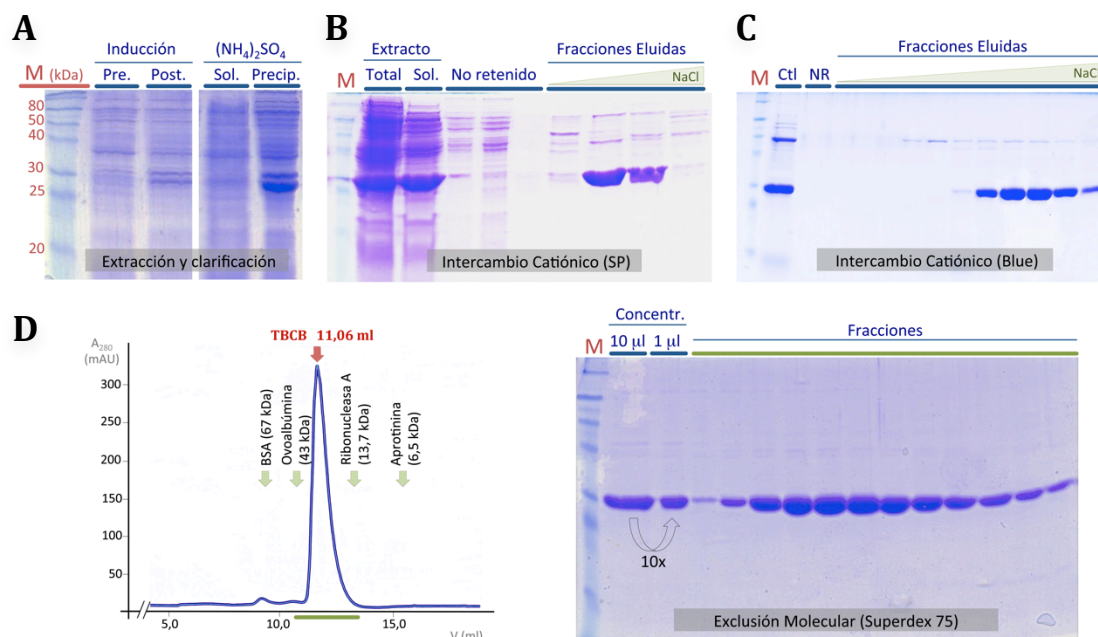 A
Inducción
(NH₄)₂SO₄
M (kDa)
Pre.
Post.
Sol.
Precip.
80
50
40
30
25
20
Extracción y clarificación
B
Extracto
Fracciones Eluidas
M
Total
Sol.
No retenido
NaCl
Intercambio Catiónico (SP)
C
Fracciones Eluidas
M
Ctl
NR
NaCl
Intercambio Catiónico (Blue)
D
A₂₈₀
(mAU)
TBCB 11,06 ml
300
250
200
150
100
50
BSA (67 kDa)
Ovoalbúmina
(43 kDa)
Ribonucleasa A
(13,7 kDa)
Aprotinina
(6,5 kDa)
5,0
10,0
15,0
V (ml)
Concentr.
Fracciones
M
10 µl
1 µl
10x
Exclusión Molecular (Superdex 75)